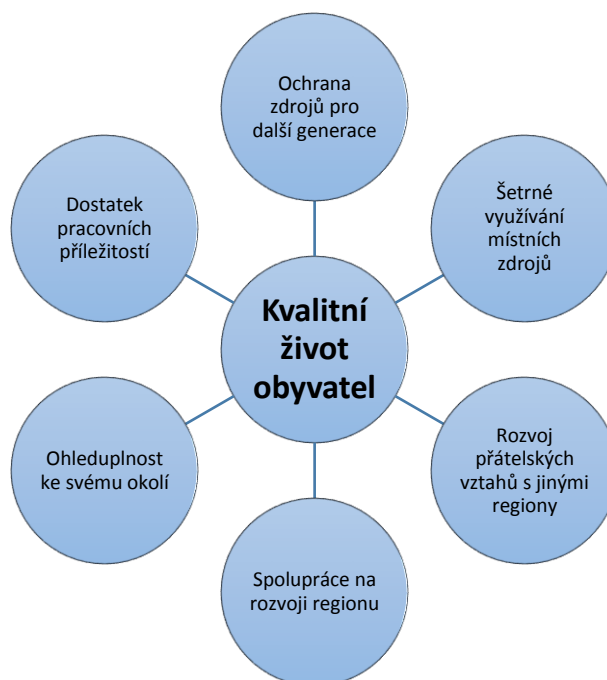 Ochrana
zdrojů pro
další generace
Šetrné
využívání
místních
zdrojů
Rozvoj
přátelských
vztahů s jinými
regiony
Spolupráce na
rozvoji regionu
Ohleduplnost
ke svému okolí
Dostatek
pracovních
příležitostí
Kvalitní
život
obyvatel